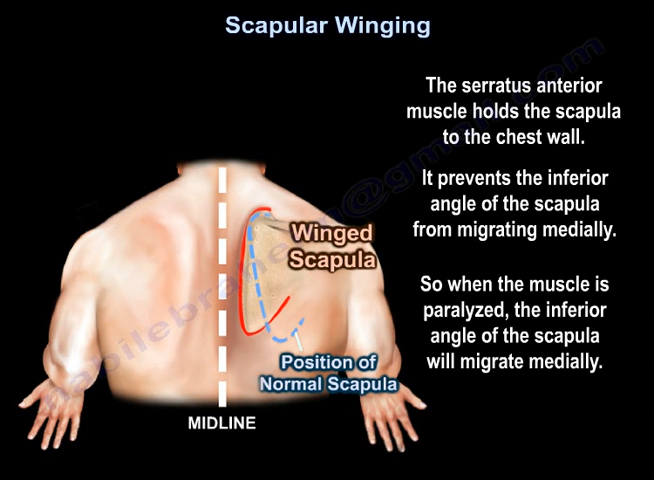 Scapular Winging
The serratus anterior
muscle holds the scapula
to the chest wall.
It prevents the inferior
angle of the scapula
from migrating medially.
So when the muscle is
paralyzed, the inferior
angle of the scapula
will migrate medially.
Winged
Scapula
Position of
Normal Scapula
MIDLINE